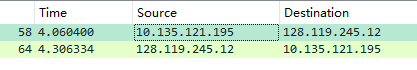 Time Source Destination
58 4.060400 10.135.121.195 128.119.245.12
64 4.306334 128.119.245.12 10.135.121.195